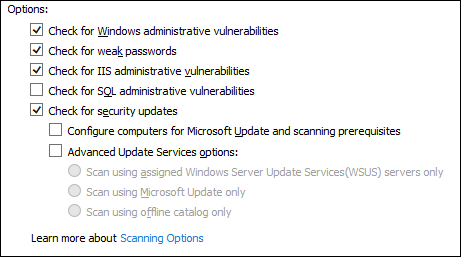 Options:
Check for Windows administrative vulnerabilities
Check for weak passwords
Check for IIS administrative vulnerabilities
Check for SQL administrative vulnerabilities
Check for security updates
Configure computers for Microsoft Update and scanning prerequisites
Advanced Update Services options:
Scan using assigned Windows Server Update Services(WSUS) servers only
Scan using Microsoft Update only
Scan using offline catalog only
Learn more about Scanning Options